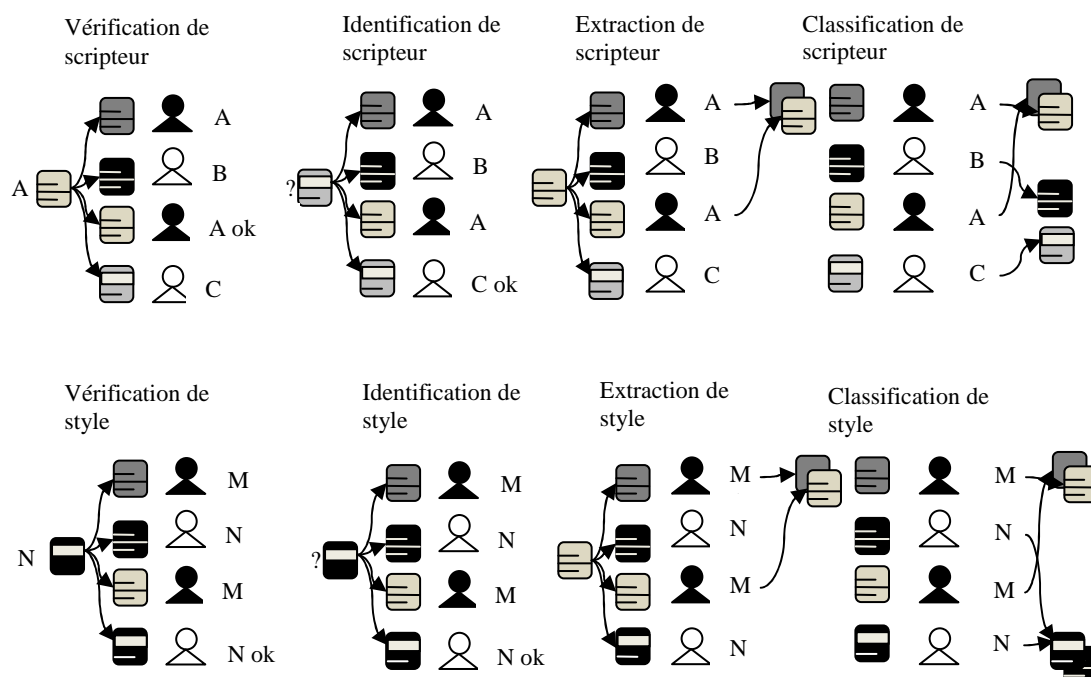 Vérification de
scripteur
Identification de
scripteur
Extraction de
scripteur
Classification de
scripteur
A
A
B
A ok
C
?
A
B
A
C ok
A
B
A
C
A
B
A
C
Vérification de
style
Identification de
style
Extraction de
style
Classification de
style
N
M
N
M
N ok
?
M
N
M
N ok
M
N
M
N
M
N
M
N